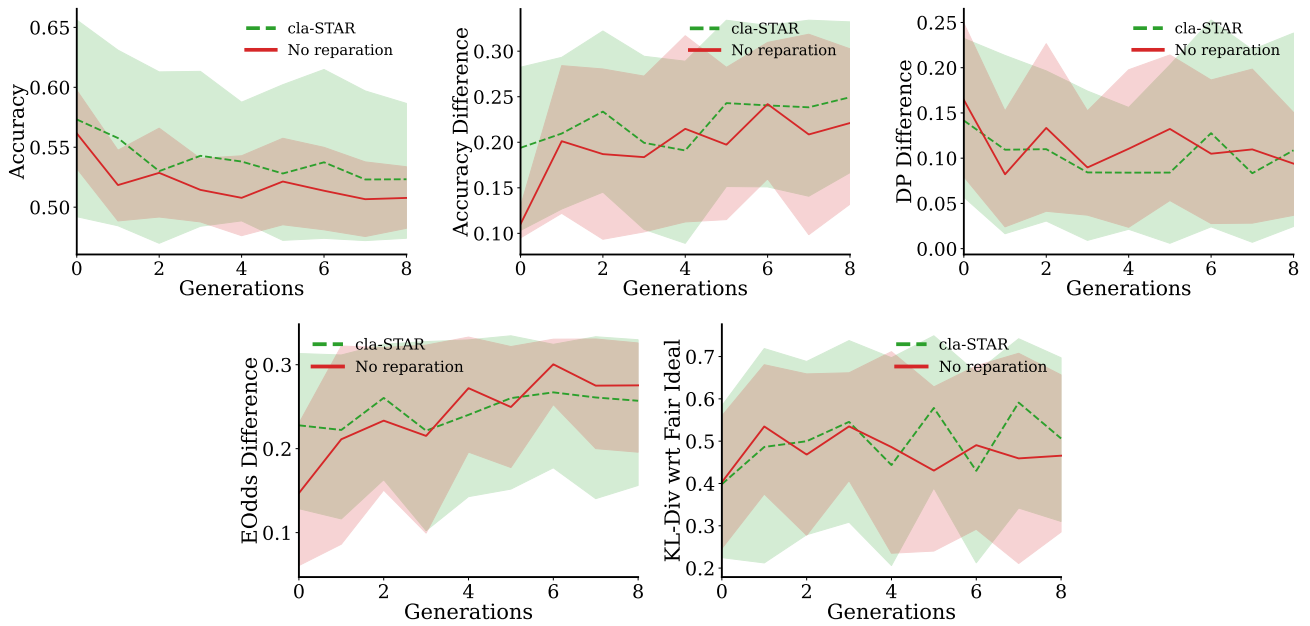 Accuracy
0.65
0.60
0.55
0.50
cla-STAR
No reparation
0 2 4 6 8
Generations
Accuracy Difference
0.30
0.25
0.20
0.15
0.10
cla-STAR
No reparation
0 2 4 6 8
Generations
DP Difference
0.25
0.20
0.15
0.10
0.05
0.00
cla-STAR
No reparation
0 2 4 6 8
Generations
EOdds Difference
0.3
0.2
0.1
cla-STAR
No reparation
0 2 4 6 8
Generations
KL-Div wrt Fair Ideal
0.7
0.6
0.5
0.4
0.3
0.2
cla-STAR
No reparation
0 2 4 6 8
Generations